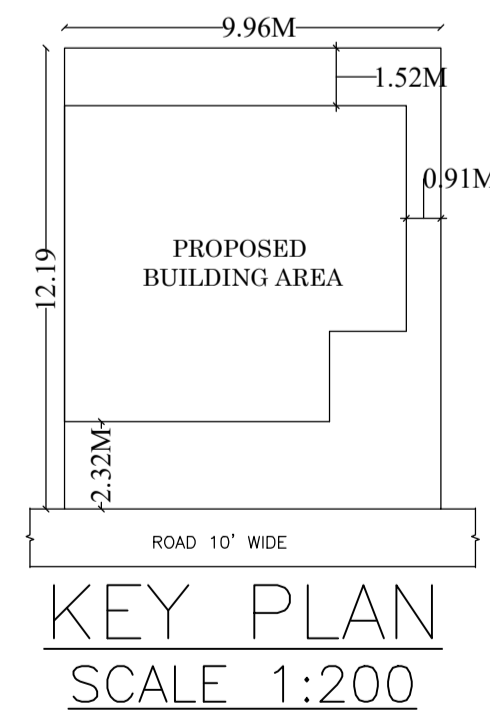 9.96M
1.52M
0.91M
PROPOSED
BUILDING AREA
12.19
2.32M
ROAD 10' WIDE
KEY PLAN
SCALE 1:200